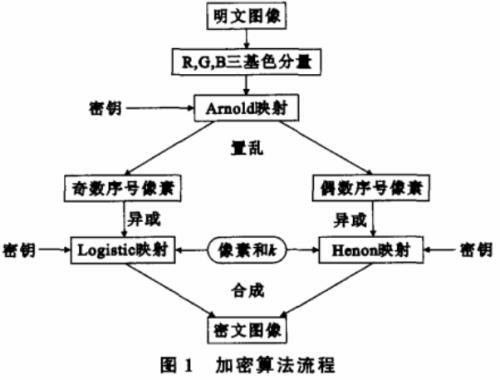 明文图像
R,G,B三基色分量
密钥
Arnold映射
置乱
奇数序号像素
偶数序号像素
异或
异或
密钥
Logistic映射
像素和k
Henon映射
密钥
合成
密文图像
图1 加密算法流程